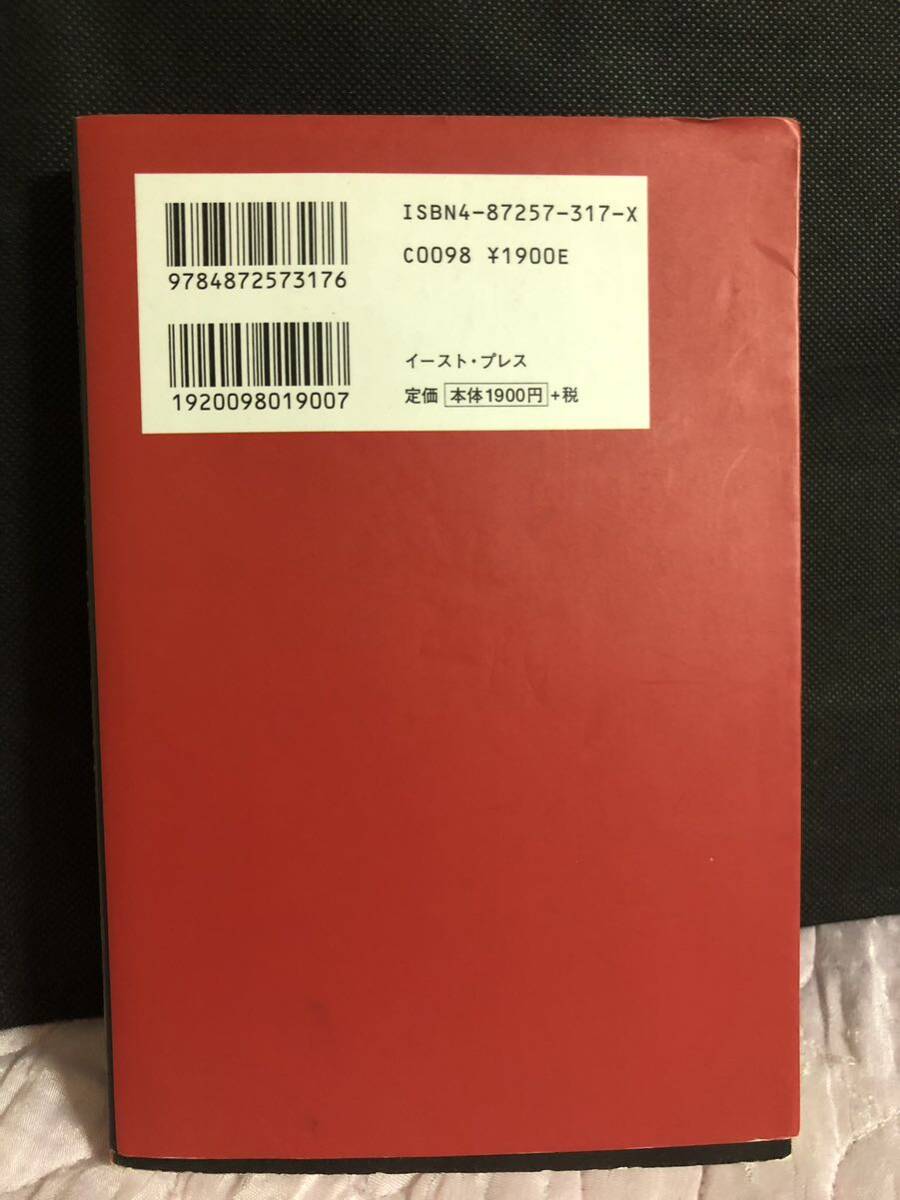 ISBN4-87257-317-X
C0098 ¥1900E
9784872573176
1920098019007
イースト・プレス
定価 本体1900円+税